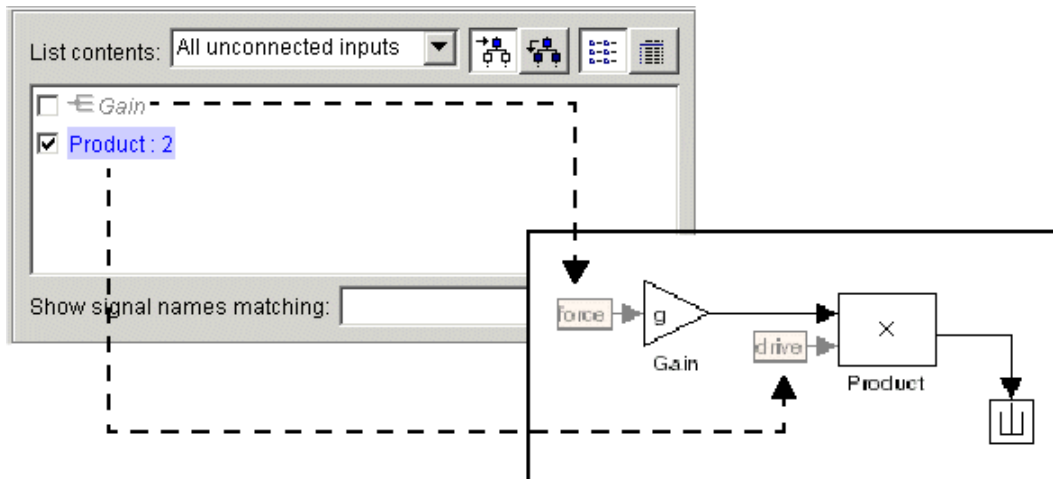 List contents: All unconnected inputs
Gain
Product : 2
Show signal names matching:
force
g
Gain
drive
×
Product